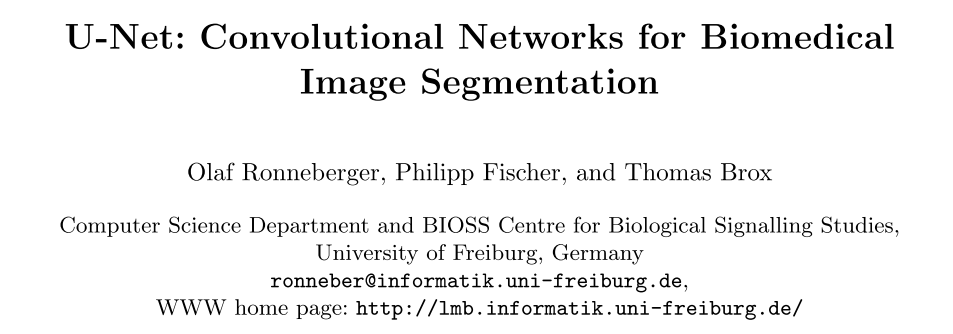 U-Net: Convolutional Networks for Biomedical
Image Segmentation
Olaf Ronneberger, Philipp Fischer, and Thomas Brox
Computer Science Department and BIOSS Centre for Biological Signalling Studies,
University of Freiburg, Germany
ronneber@informatik.uni-freiburg.de,
WWW home page: http://lmb.informatik.uni-freiburg.de/